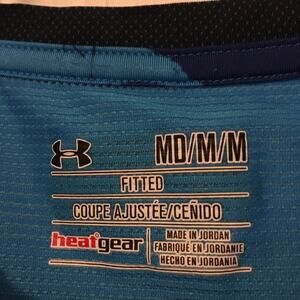 MD/M/M
FITTED
COUPE AJUSTÉE/CEÑIDO
heatgear
MADE IN JORDAN
FABRIQUÉ EN JORDANIE
HECHO EN JORDANIA